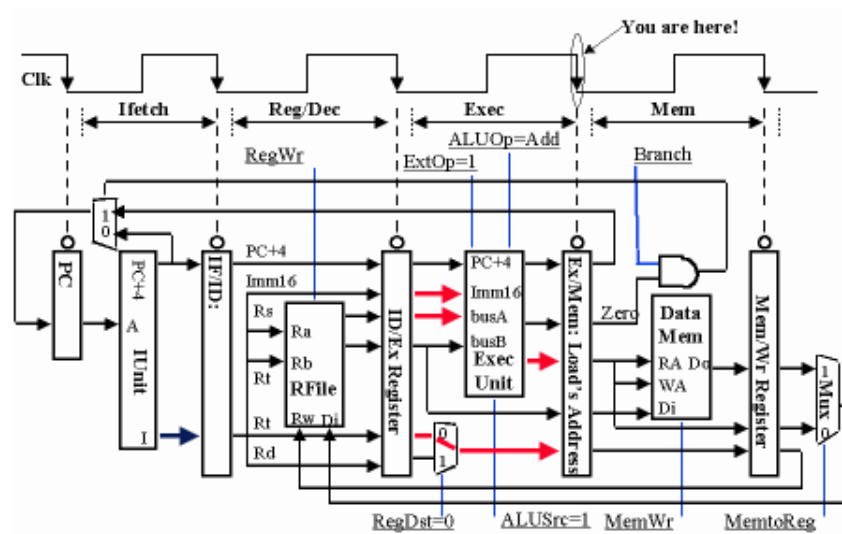 You are here!
Clk
Ifetch
Reg/Dec
Exec
Mem
ALUOp=Add
RegWr
ExtOp=1
Branch
1
0
PC
PC+4
A
IUnit
I
IF/ID:
PC+4
Imm16
Rs
Ra
Rb
Rt
RFile
Rt
Rw Di
Rd
ID/Ex Register
PC+4
Imm16
busA
busB
Exec
Unit
0
1
Ex/Mem: Load's Address
Zero
Data
Mem
RA Do
WA
Di
Mem/Wr Register
1
Mux
0
RegDst=0
ALUSrc=1
MemWr
MemtoReg